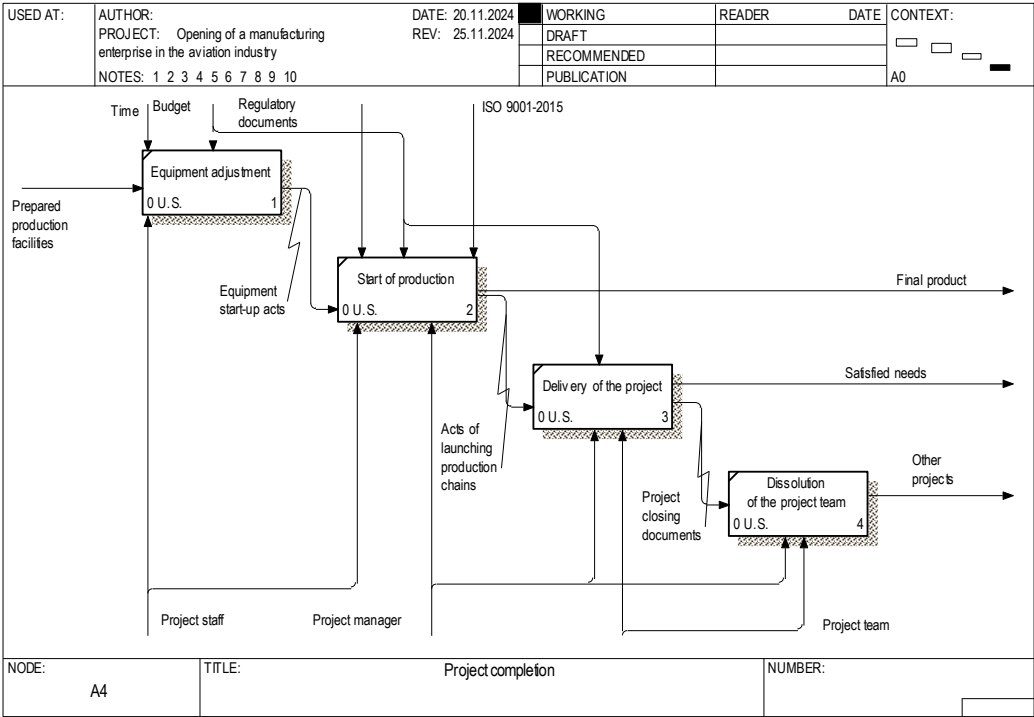 USED AT:
AUTHOR:
DATE: 20.11.2024
PROJECT: Opening of a manufacturing
REV: 25.11.2024
enterprise in the aviation industry
NOTES: 1 2 3 4 5 6 7 8 9 10
WORKING
DRAFT
RECOMMENDED
PUBLICATION
READER
DATE
CONTEXT:
A0
Time
Budget
Regulatory
documents
ISO 9001-2015
Equipment adjustment
0 U.S.
1
Prepared
production
facilities
Equipment
start-up acts
Start of production
0 U.S.
2
Final product
Delivery of the project
0 U.S.
3
Satisfied needs
Acts of
launching
production
chains
Dissolution
of the project team
0 U.S.
4
Other
projects
Project
closing
documents
Project staff
Project manager
Project team
NODE:
A4
TITLE:
Project completion
NUMBER: